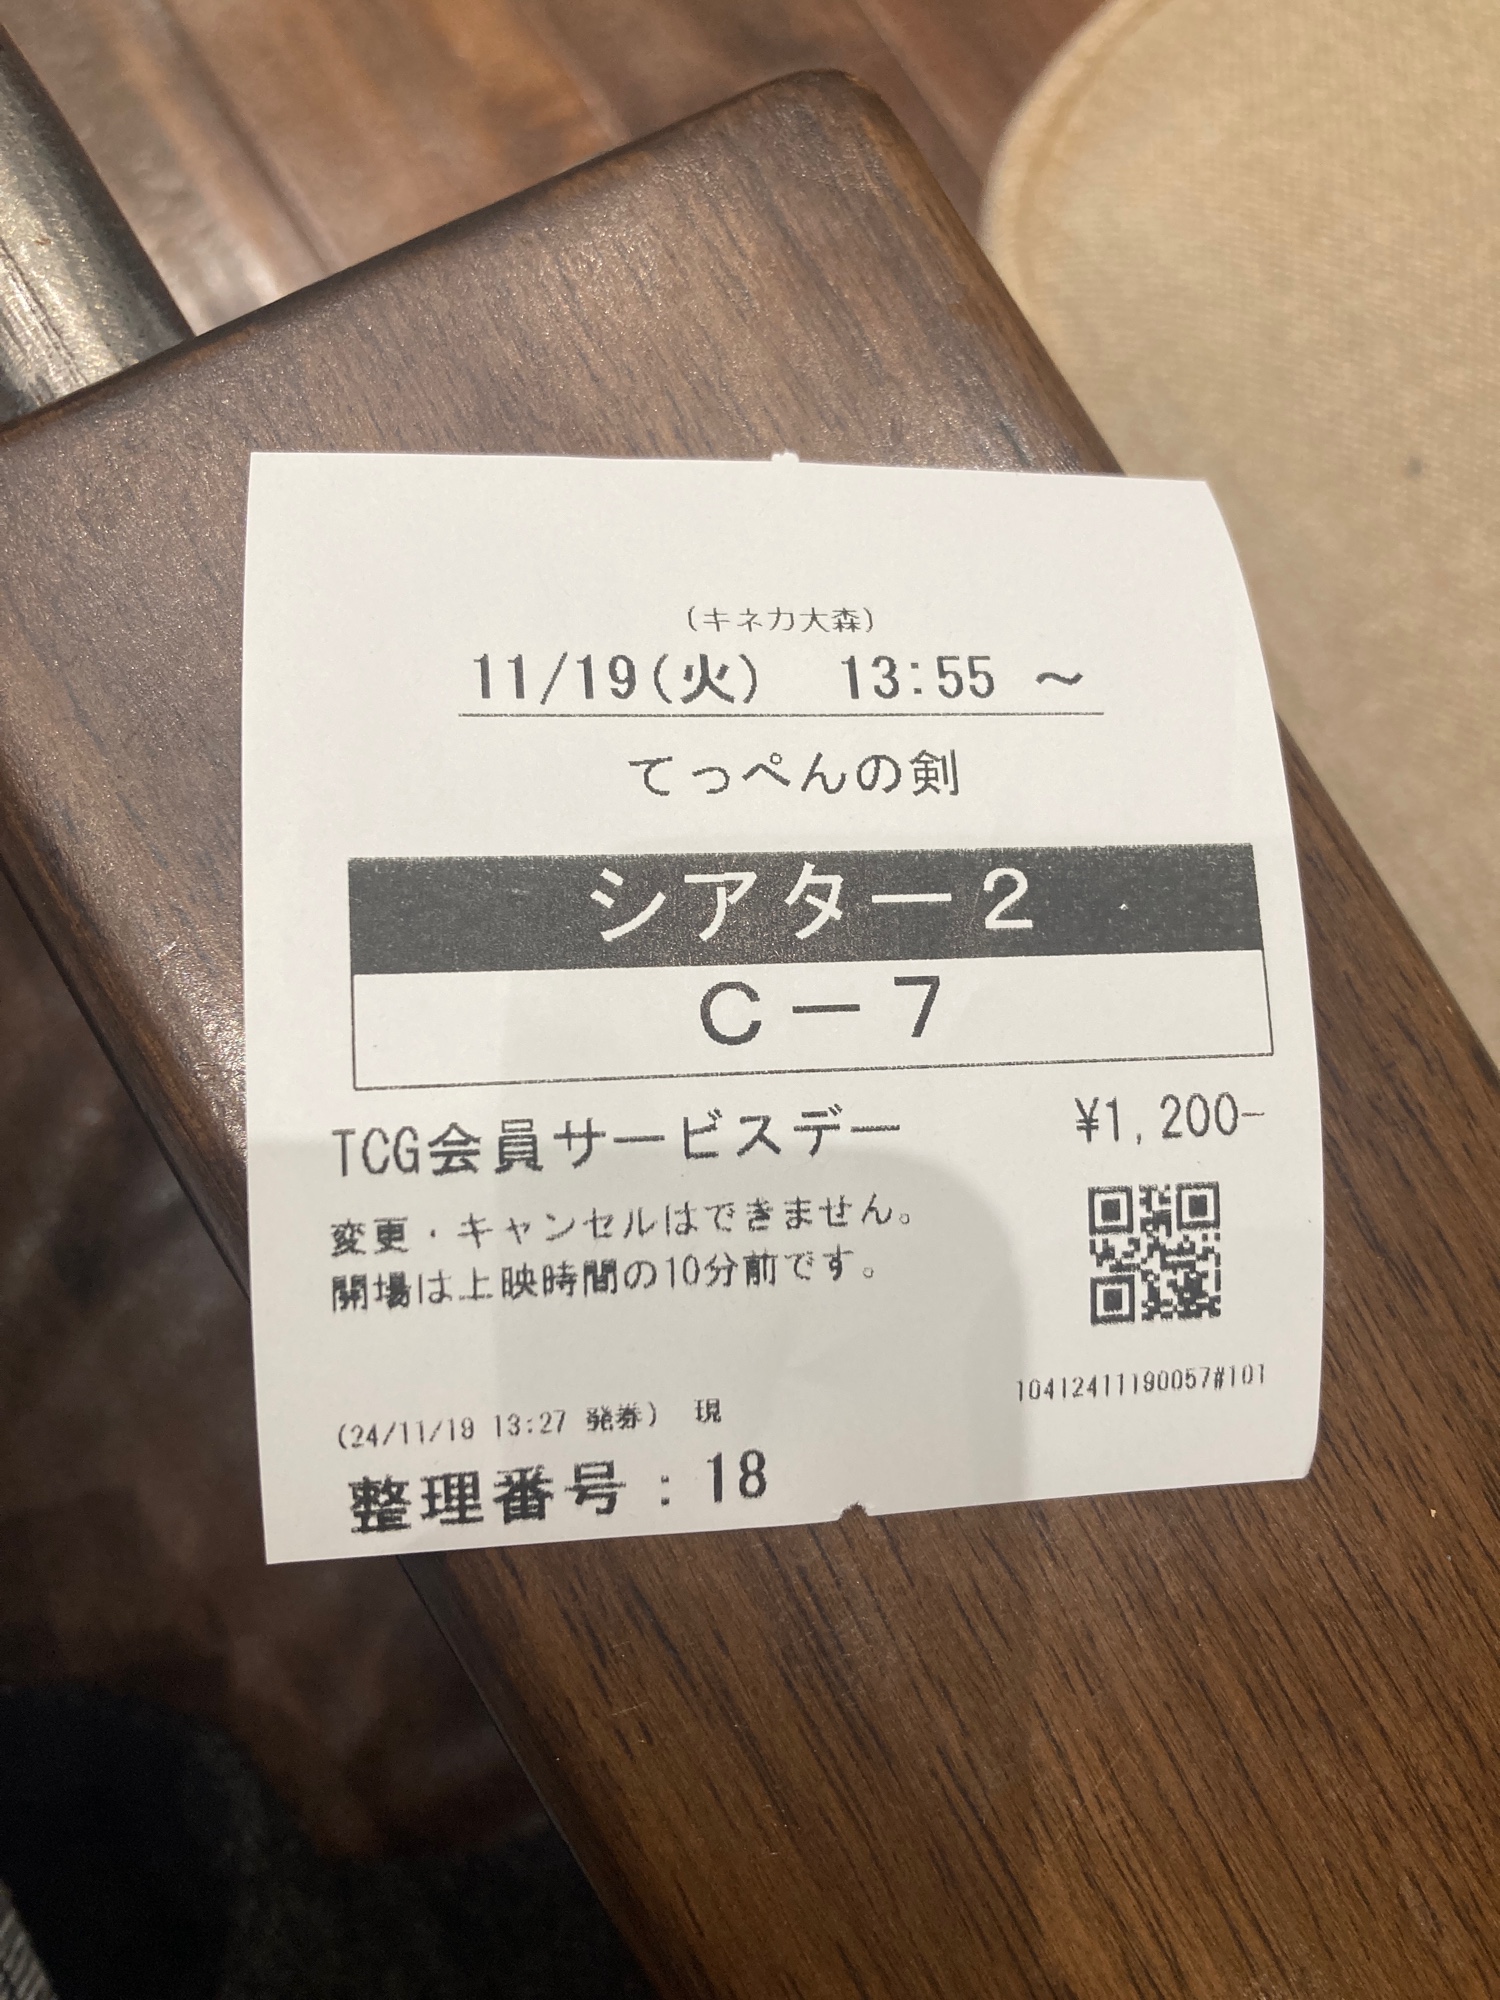 (キネカ大森)
11/19(火) 13:55 ～
てっぺんの剣
シアター2
C－7
TCG会員サービスデー ¥1,200-
変更・キャンセルはできません。
開場は上映時間の10分前です。
10412411190057#101
(24/11/19 13:27 発券) 現
整理番号：18